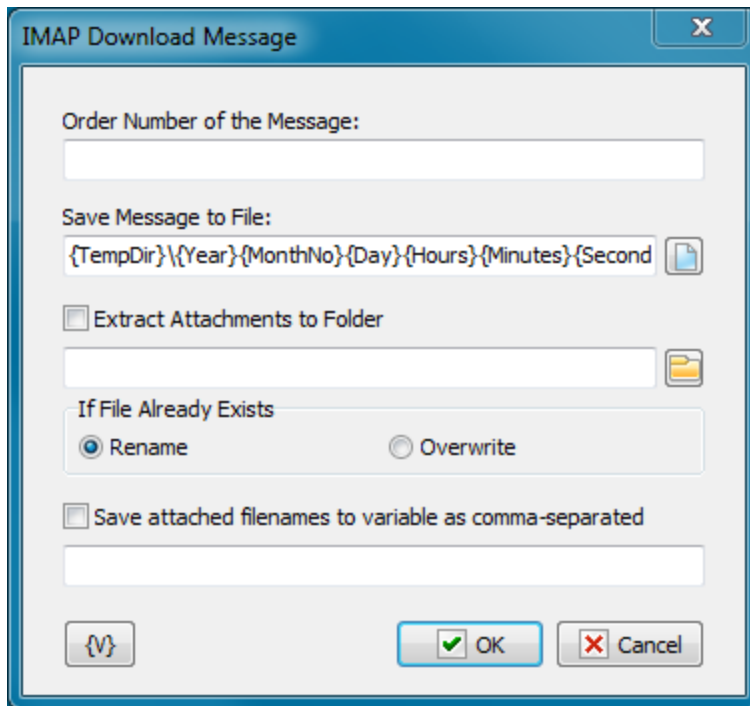 IMAP Download Message
Order Number of the Message:
Save Message to File:
{TempDir}\{Year}{MonthNo}{Day}{Hours}{Minutes}{Second
Extract Attachments to Folder
If File Already Exists
Rename Overwrite
Save attached filenames to variable as comma-separated
{V} OK Cancel